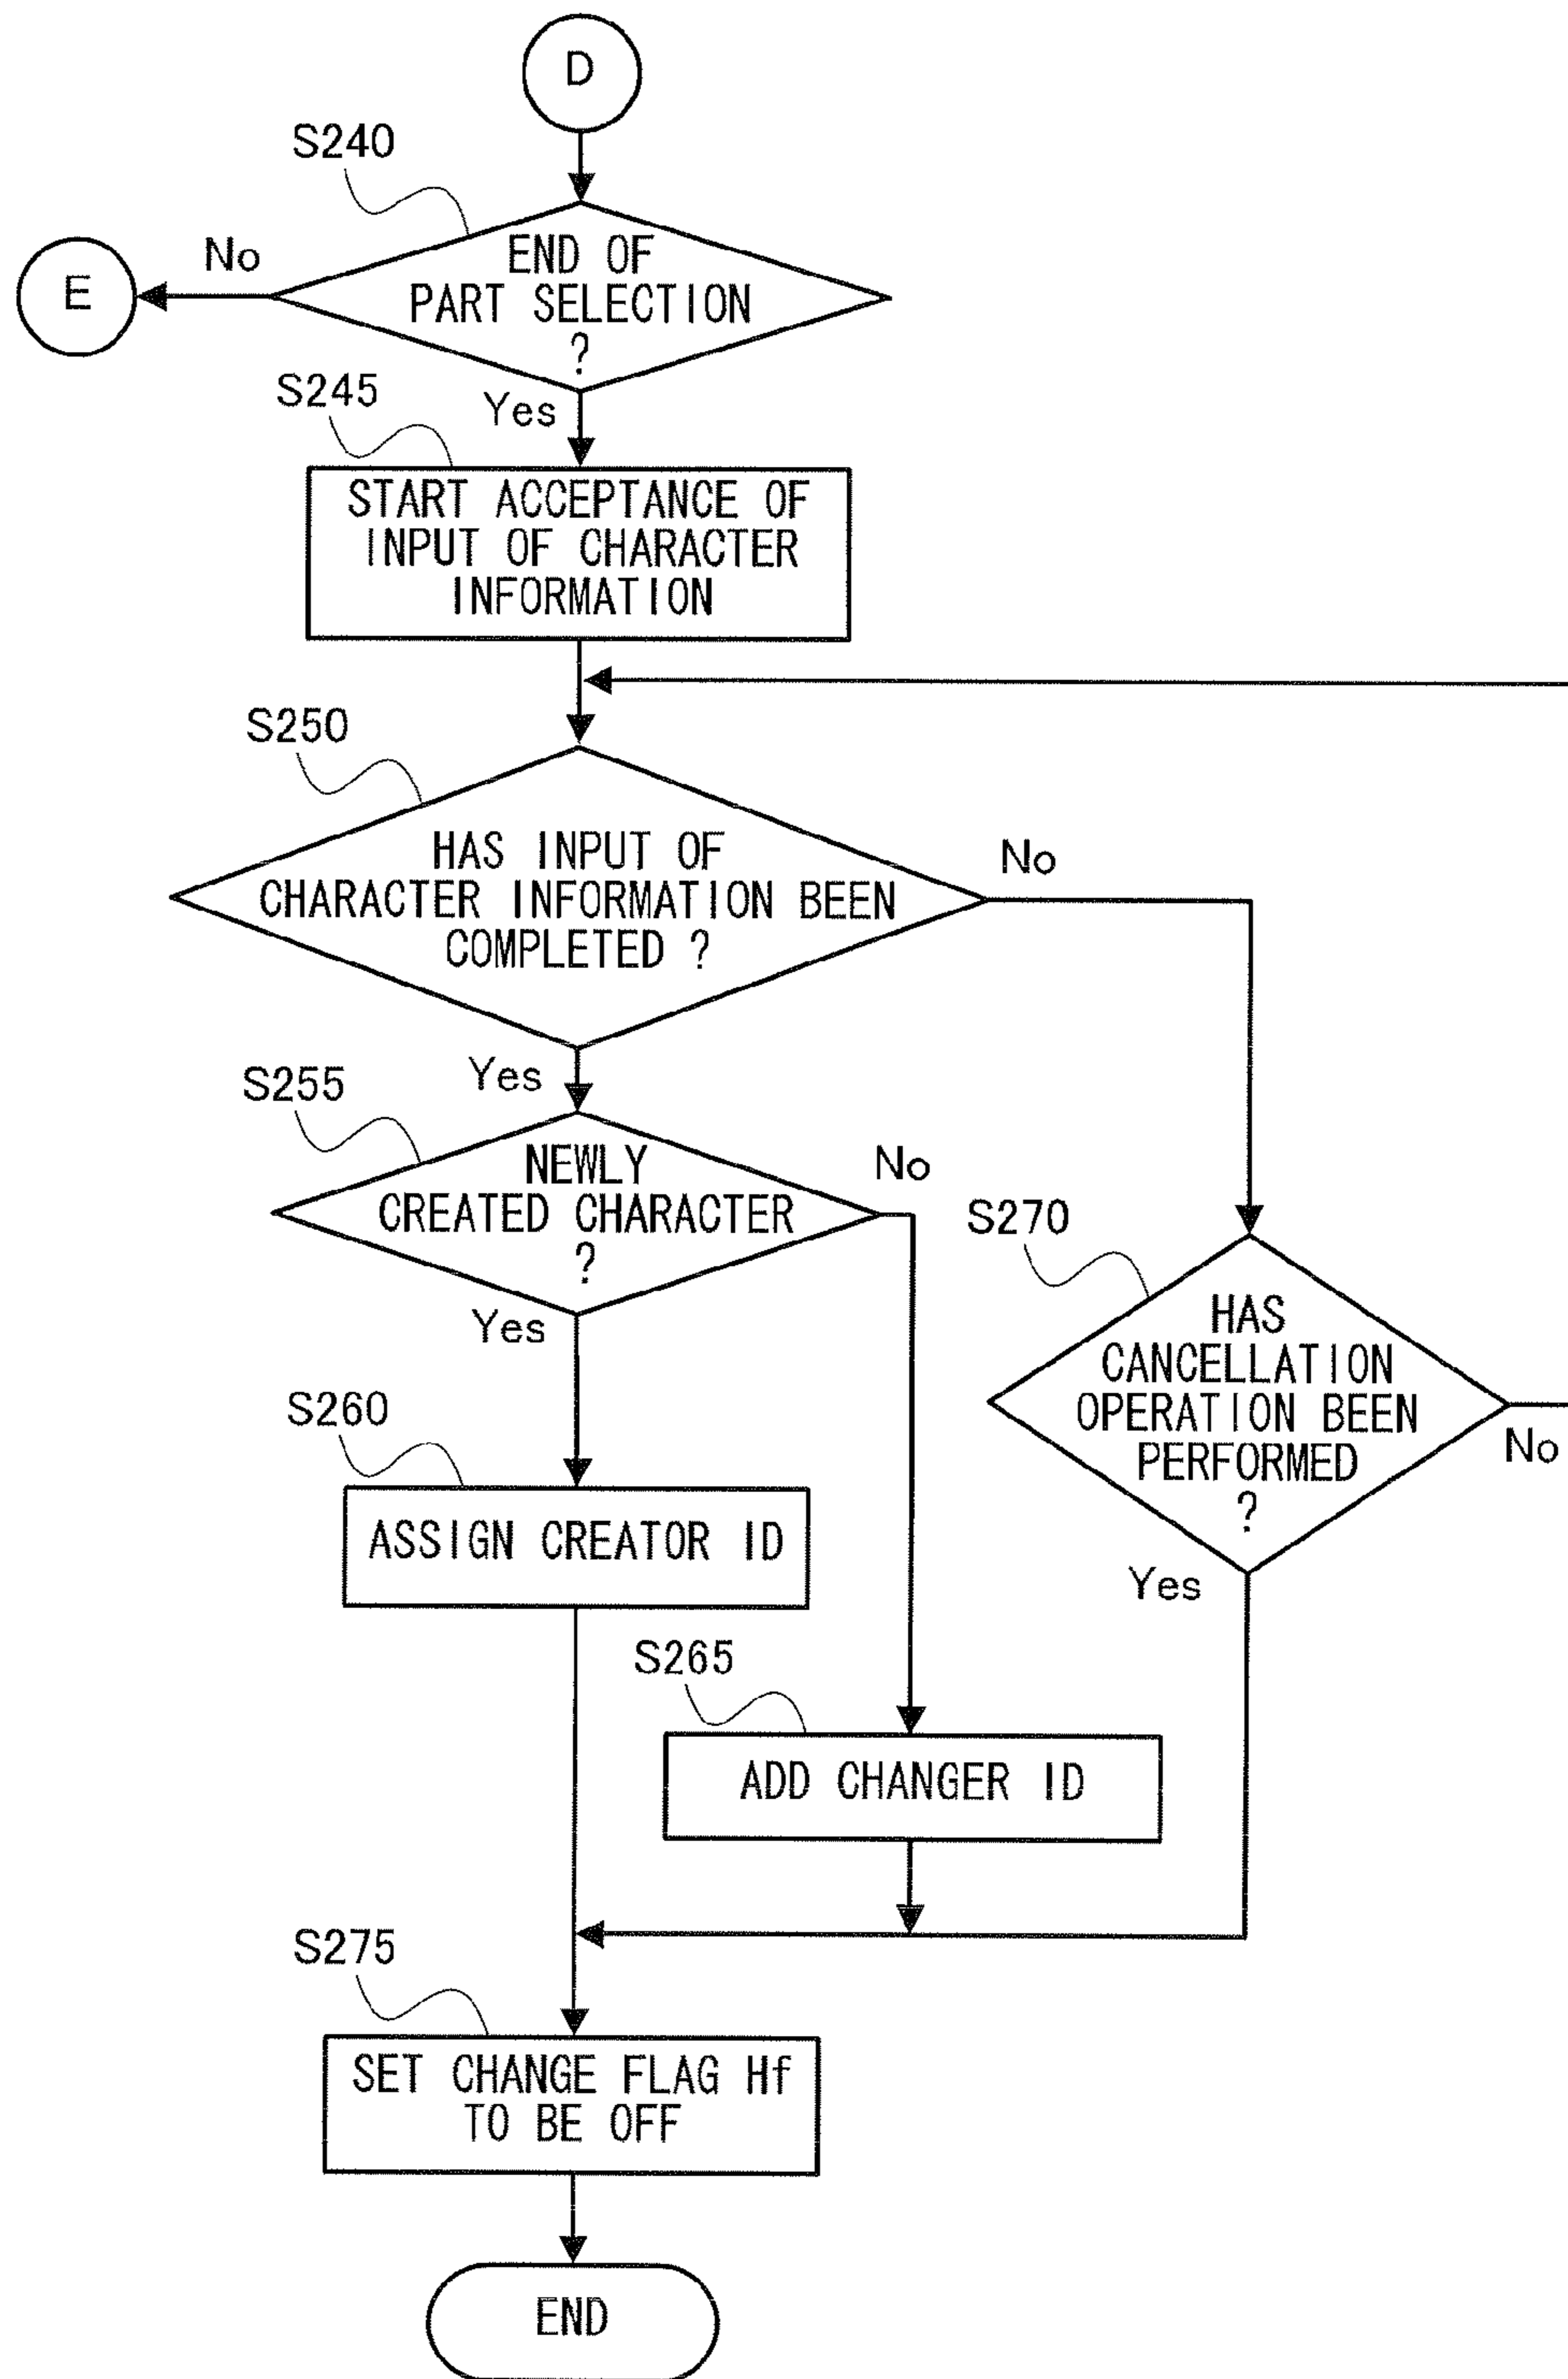 D
S240
No
END OF
PART SELECTION
?
E
S245
Yes
START ACCEPTANCE OF
INPUT OF CHARACTER
INFORMATION
S250
HAS INPUT OF
CHARACTER INFORMATION BEEN
COMPLETED ?
No
Yes
S255
NEWLY
CREATED CHARACTER
?
No
S270
Yes
HAS
CANCELLATION
OPERATION BEEN
PERFORMED
?
No
S260
ASSIGN CREATOR ID
Yes
S265
ADD CHANGER ID
S275
SET CHANGE FLAG Hf
TO BE OFF
END